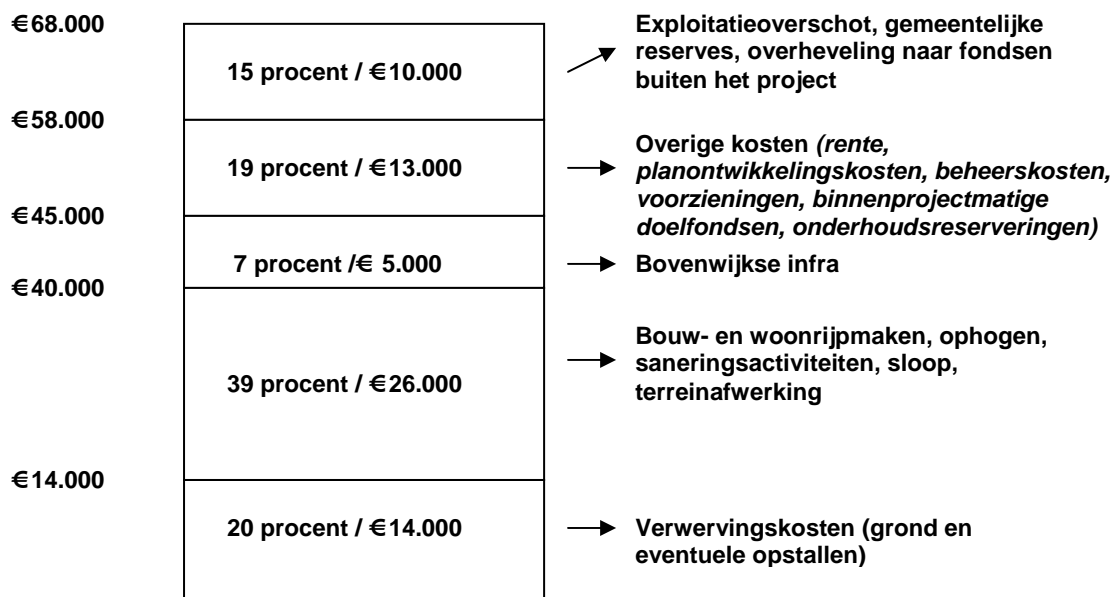 €68.000
15 procent / €10.000
Exploitatieoverschot, gemeentelijke
reserves, overheveling naar fondsen
buiten het project
€58.000
19 procent / €13.000
Overige kosten (rente,
planontwikkelingskosten, beheerskosten,
voorzieningen, binnenprojectmatige
doelfondsen, onderhoudsreserveringen)
€45.000
7 procent /€ 5.000
Bovenwijkse infra
€40.000
39 procent / €26.000
Bouw- en woonrijpmaken, ophogen,
saneringsactiviteiten, sloop,
terreinafwerking
€14.000
20 procent / €14.000
Verwervingskosten (grond en
eventuele opstallen)